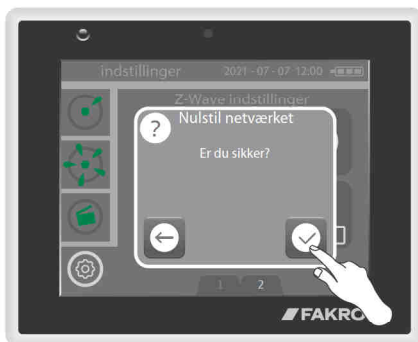 indstillinger 2021-07-07 12:00
Z-Wave indstillinger
?
Nulstil netværket
Er du sikker?
1 2
FAKRO